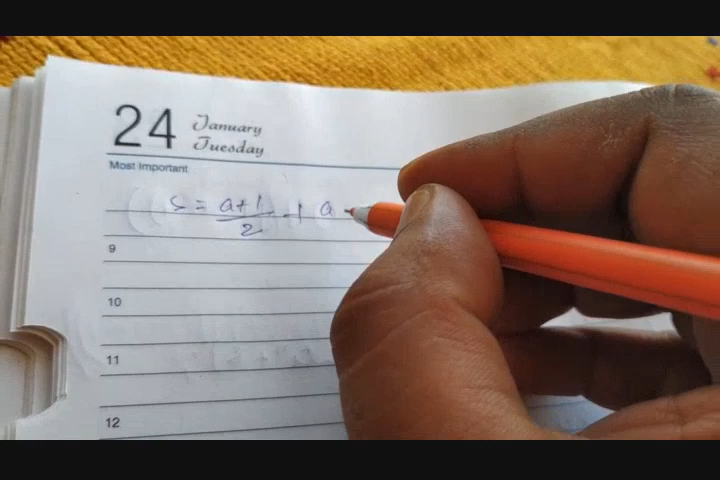 24 January
Tuesday
Most Important
s = a+1/2 + a
9
10
11
12